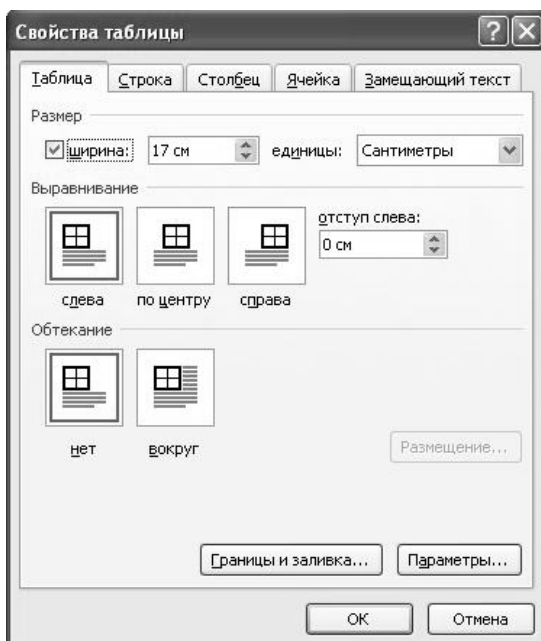 Свойства таблицы
Таблица Строка Столбец Ячейка Замещающий текст
Размер
ширина: 17 см единицы: Сантиметры
Выравнивание
отступ слева:
0 см
слева по центру справа
Обтекание
нет вокруг
Размещение...
Границы и заливка... Параметры...
ОК Отмена